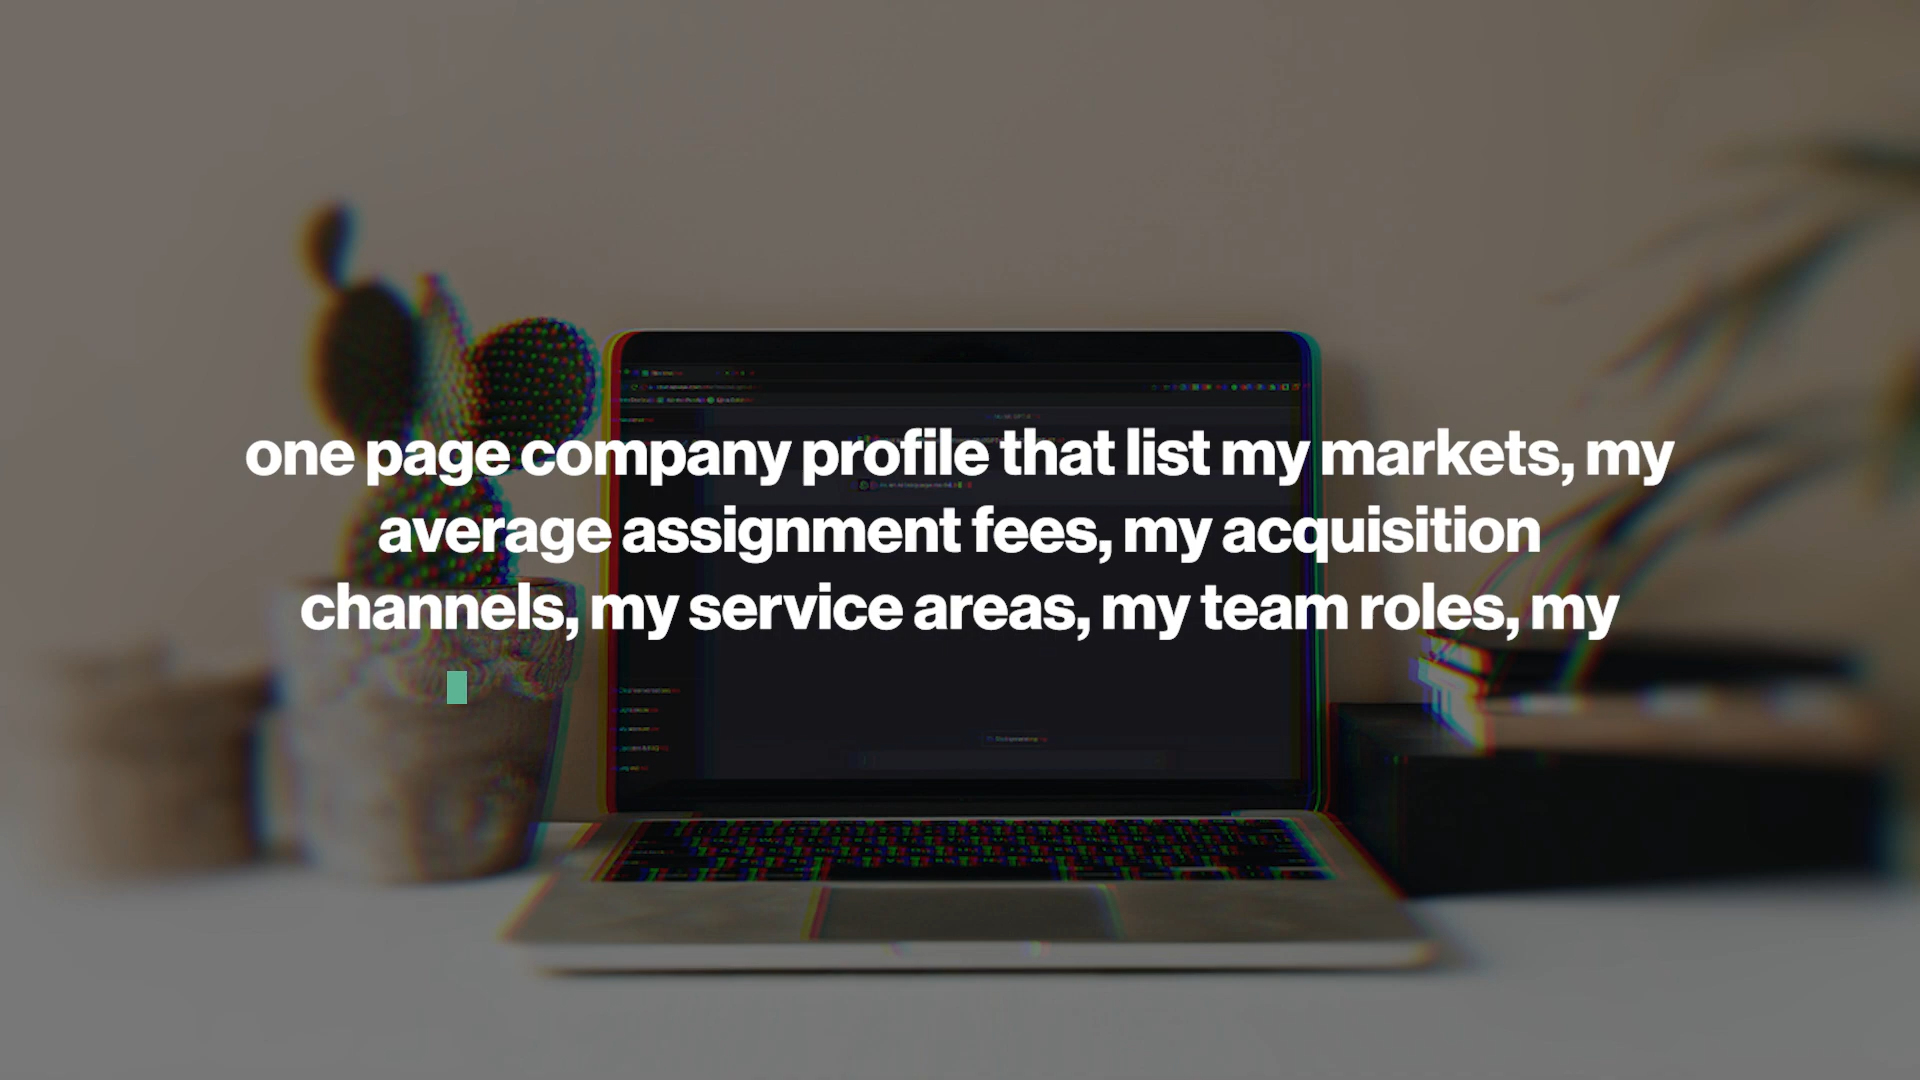 one page company profile that list my markets, my
average assignment fees, my acquisition
channels, my service areas, my team roles, my